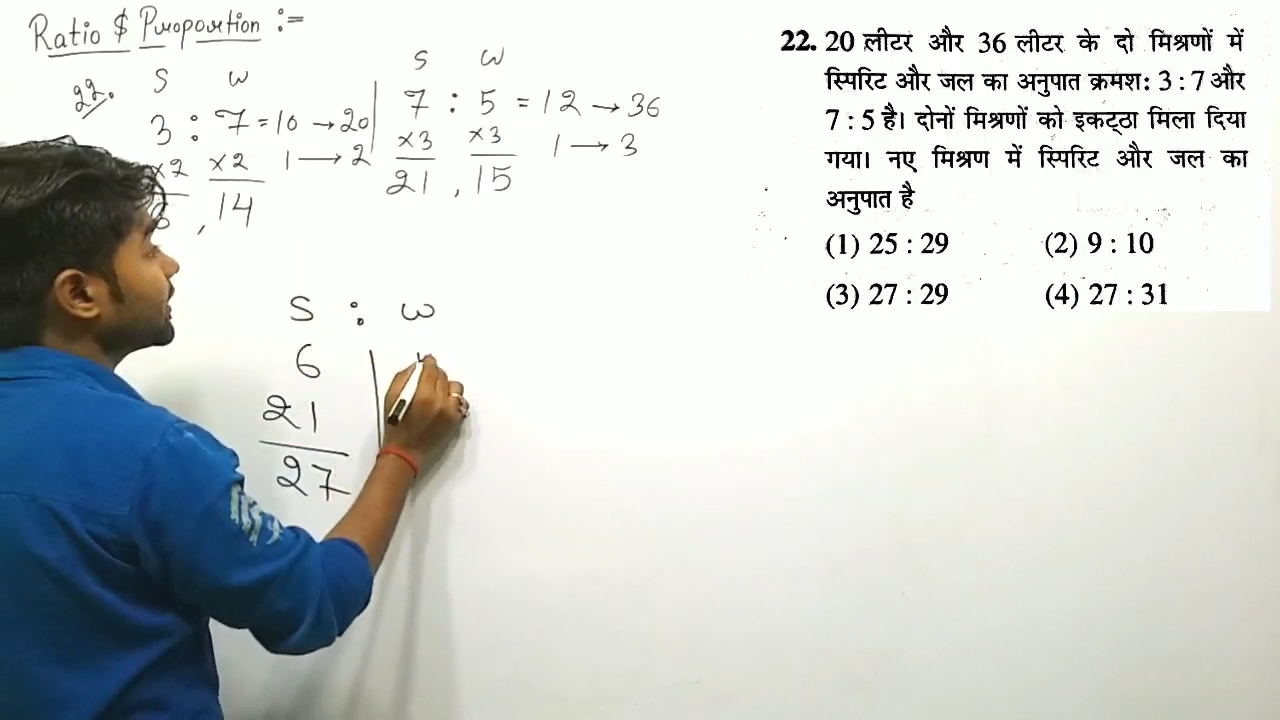 Ratio & Proportion :=
22.
S W
3 : 7 = 10 → 20
×2 ×2 1 → 2
6 , 14
S W
7 : 5 = 12 → 36
×3 ×3 1 → 3
21 , 15
S : W
6
21
27
22. 20 लीटर और 36 लीटर के दो मिश्रणों में
स्पिरिट और जल का अनुपात क्रमश: 3 : 7 और
7 : 5 है। दोनों मिश्रणों को इकट्ठा मिला दिया
गया। नए मिश्रण में स्पिरिट और जल का
अनुपात है
(1) 25 : 29 (2) 9 : 10
(3) 27 : 29 (4) 27 : 31